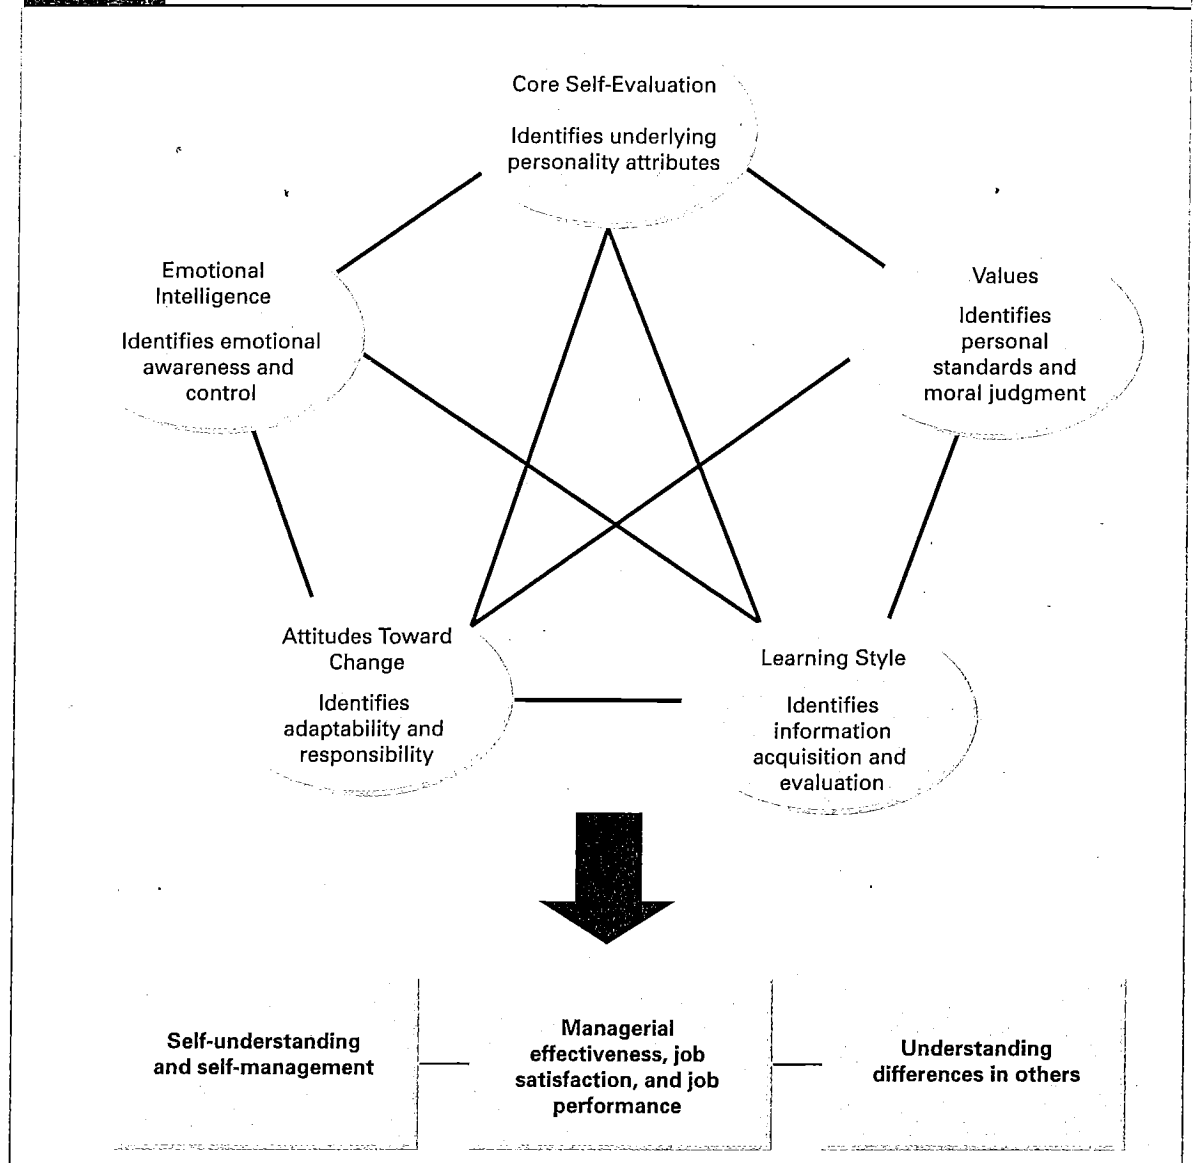 Core Self-Evaluation
Identifies underlying
personality attributes
Emotional
Intelligence
Identifies emotional
awareness and
control
Values
Identifies
personal
standards and
moral judgment
Attitudes Toward
Change
Identifies
adaptability and
responsibility
Learning Style
Identifies
information
acquisition and
evaluation
Self-understanding
and self-management
Managerial
effectiveness, job
satisfaction, and job
performance
Understanding
differences in others